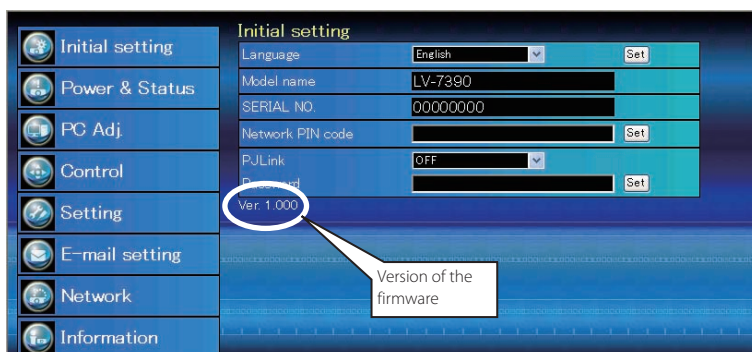 Initial setting
Power & Status
PC Adj.
Control
Setting
E-mail setting
Network
Information
Initial setting
Language English Set
Model name LV-7390
SERIAL NO. 00000000
Network PIN code Set
PJLink OFF
Password Set
Ver. 1.000
Version of the
firmware